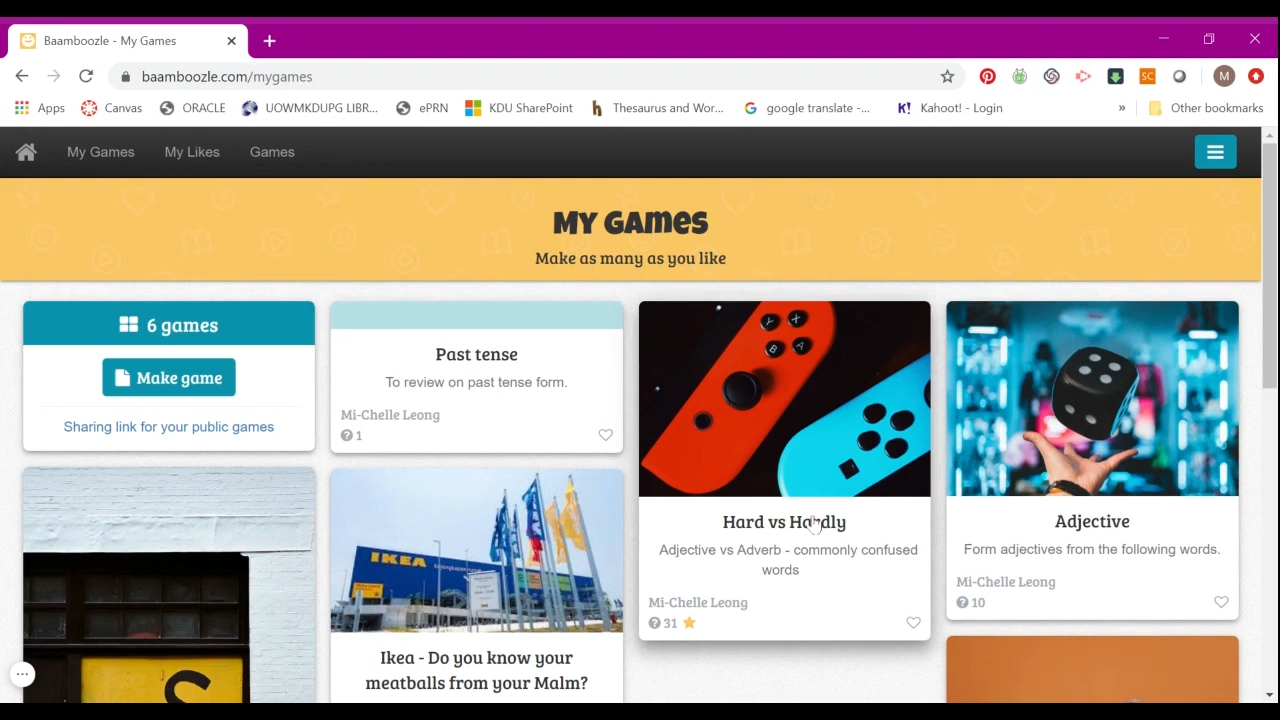 Baamboozle - My Games
baamboozle.com/mygames
SC
M
Apps
Canvas
ORACLE
UOWMKDUPG LIBR...
ePRN
KDU SharePoint
Thesaurus and Wor...
google translate -...
K! Kahoot! - Login
»
Other bookmarks
My Games
My Likes
Games
My Games
Make as many as you like
6 games
Make game
Sharing link for your public games
Past tense
To review on past tense form.
Mi-Chelle Leong
1
IKEA
Ikea - Do you know your
meatballs from your Malm?
Y
X
B
A
Hard vs Hardly
Adjective vs Adverb - commonly confused
words
Mi-Chelle Leong
31
Adjective
Form adjectives from the following words.
Mi-Chelle Leong
10
S